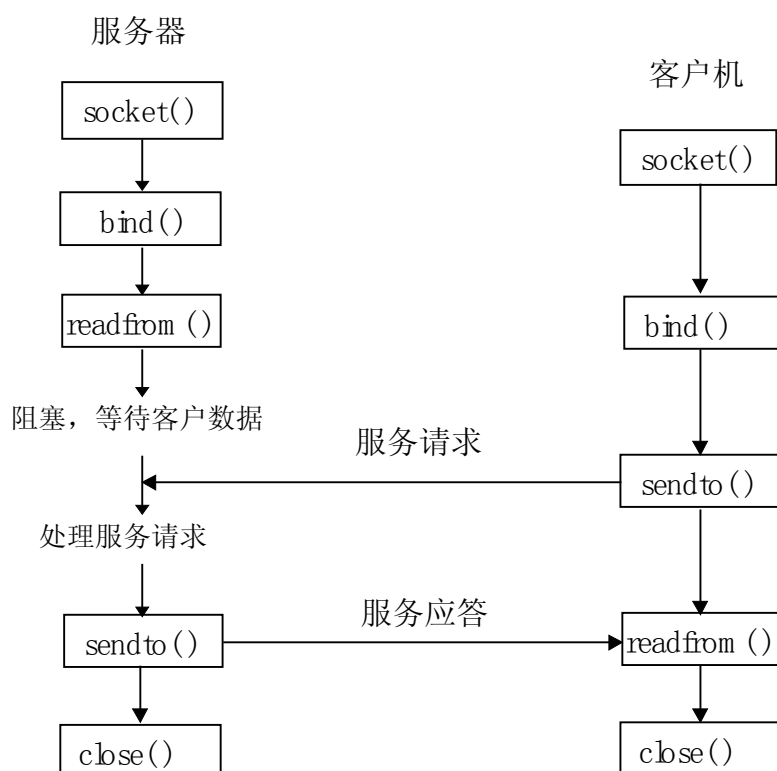 服务器
socket()
bind()
readfrom()
阻塞，等待客户数据
处理服务请求
sendto()
close()
服务请求
服务应答
客户机
socket()
bind()
sendto()
readfrom()
close()